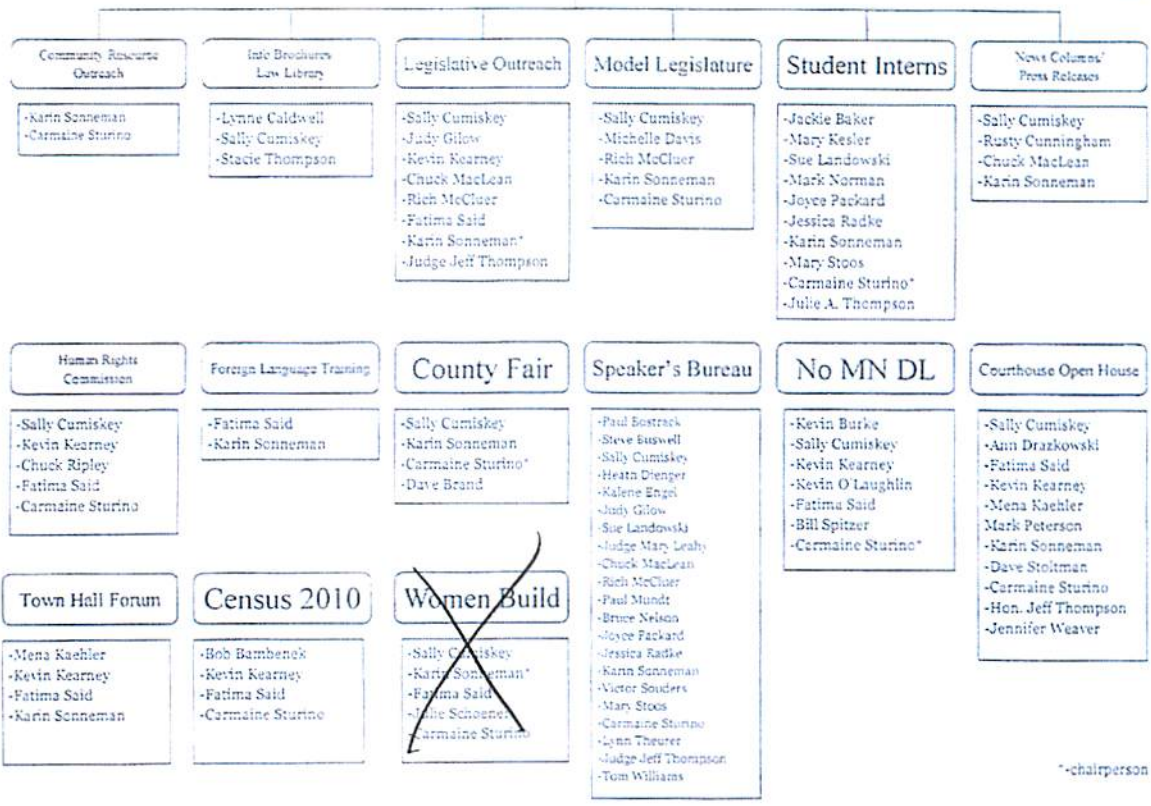 Community Resource
Outreach
-Karin Sonneman
-Carmaine Sturino
Info Brochures
Law Library
-Lynne Caldwell
-Sally Cumiskey
-Stacie Thompson
Legislative Outreach
-Sally Cumiskey
-Judy Gilow
-Kevin Kearney
-Chuck MacLean
-Rich McCluer
-Fatima Said
-Karin Sonneman*
-Judge Jeff Thompson
Model Legislature
-Sally Cumiskey
-Michelle Davis
-Rich McCluer
-Karin Sonneman
-Carmaine Sturino
Student Interns
-Jackie Baker
-Mary Kesler
-Sue Landowski
-Mark Norman
-Joyce Packard
-Jessica Radke
-Karin Sonneman
-Mary Stoos
-Carmaine Sturino*
-Julie A. Thompson
News Columns/
Press Releases
-Sally Cumiskey
-Rusty Cunningham
-Chuck MacLean
-Karin Sonneman
Human Rights
Commission
-Sally Cumiskey
-Kevin Kearney
-Chuck Ripley
-Fatima Said
-Carmaine Sturino
Foreign Language Training
-Fatima Said
-Karin Sonneman
County Fair
-Sally Cumiskey
-Karin Sonneman
-Carmaine Sturino*
-Dave Brand
Speaker's Bureau
-Paul Bostrack
-Steve Buswell
-Sally Cumiskey
-Heath Dienger
-Kalene Engel
-Judy Gilow
-Sue Landowski
-Judge Mary Leahy
-Chuck MacLean
-Rich McCluer
-Paul Mundt
-Bruce Nelson
-Joyce Packard
-Jessica Radke
-Karin Sonneman
-Victor Souders
-Mary Stoos
-Carmaine Sturino
-Lynn Theurer
-Judge Jeff Thompson
-Tom Williams
No MN DL
-Kevin Burke
-Sally Cumiskey
-Kevin Kearney
-Kevin O'Laughlin
-Fatima Said
-Bill Spitzer
-Carmaine Sturino*
Courthouse Open House
-Sally Cumiskey
-Ann Drazkowski
-Fatima Said
-Kevin Kearney
-Mena Kaehler
Mark Peterson
-Karin Sonneman
-Dave Stoltman
-Carmaine Sturino
-Hon. Jeff Thompson
-Jennifer Weaver
Town Hall Forum
-Mena Kaehler
-Kevin Kearney
-Fatima Said
-Karin Sonneman
Census 2010
-Bob Bambenek
-Kevin Kearney
-Fatima Said
-Carmaine Sturino
Women Build
-Sally Cumiskey
-Karin Sonneman*
-Fatima Said
-Julie Schoener
-Carmaine Sturino
*-chairperson